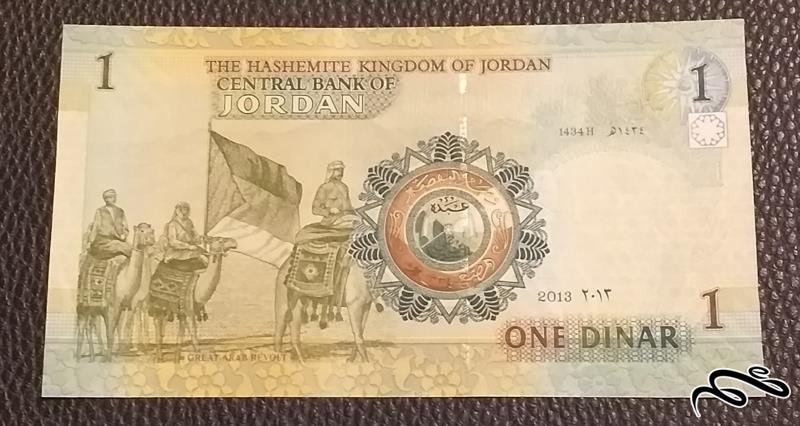 1
THE HASHEMITE KINGDOM OF JORDAN
CENTRAL BANK OF
JORDAN
1
1434 H ١٤٣٤هـ
2013 ٢٠١٣
1
ONE DINAR
GREAT ARAB REVOLT